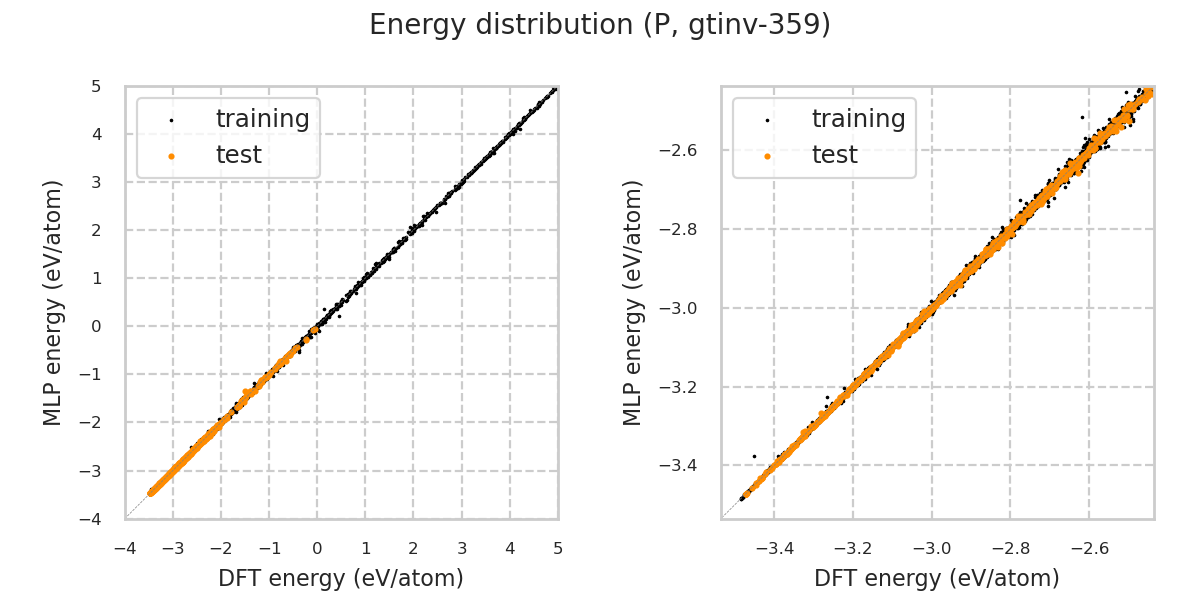 Energy distribution (P, gtinv-359)
training
test
MLP energy (eV/atom)
5
4
3
2
1
0
−1
−2
−3
−4
−4 −3 −2 −1 0 1 2 3 4 5
DFT energy (eV/atom)
training
test
MLP energy (eV/atom)
−2.6
−2.8
−3.0
−3.2
−3.4
−3.4 −3.2 −3.0 −2.8 −2.6
DFT energy (eV/atom)